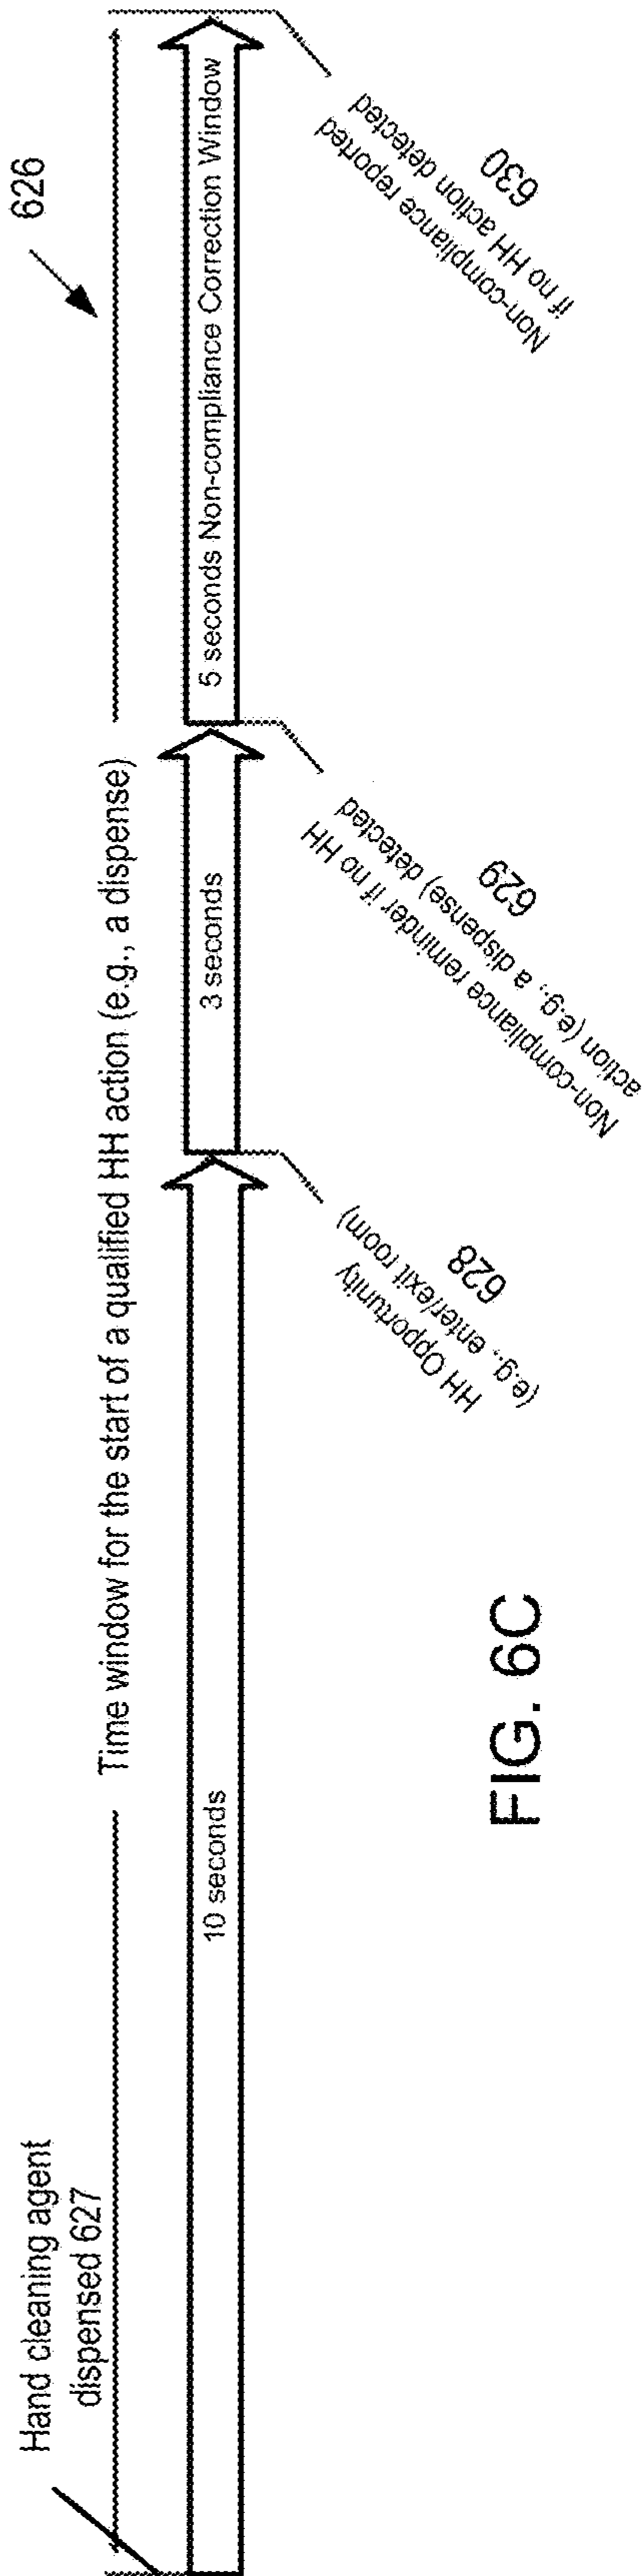 626
Hand cleaning agent
dispensed 627
Time window for the start of a qualified HH action (e.g., a dispense)
10 seconds
3 seconds
5 seconds Non-compliance Correction Window
HH Opportunity
(e.g., enter/exit room)
628
Non-compliance reminder if no HH
action (e.g., a dispense) detected
629
Non-compliance reported
if no HH action detected
630
FIG. 6C